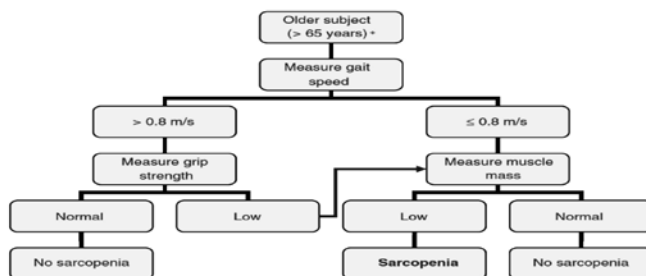 Older subject
(> 65 years)*
Measure gait
speed
> 0.8 m/s
≤ 0.8 m/s
Measure grip
strength
Measure muscle
mass
Normal
Low
Low
Normal
No sarcopenia
Sarcopenia
No sarcopenia